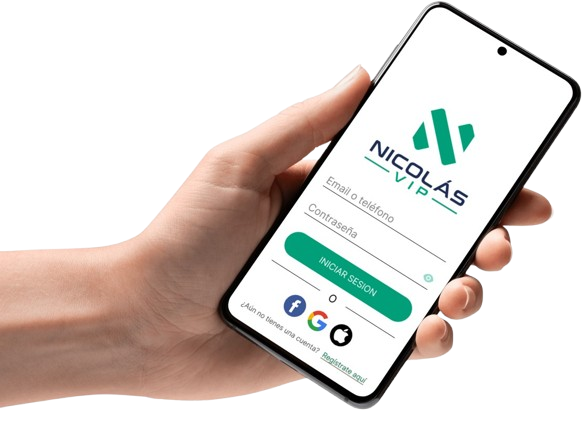 NICOLÁS
VIP
Email o teléfono
Contraseña
INICIAR SESION
O
¿Aún no tienes una cuenta? Regístrate aquí